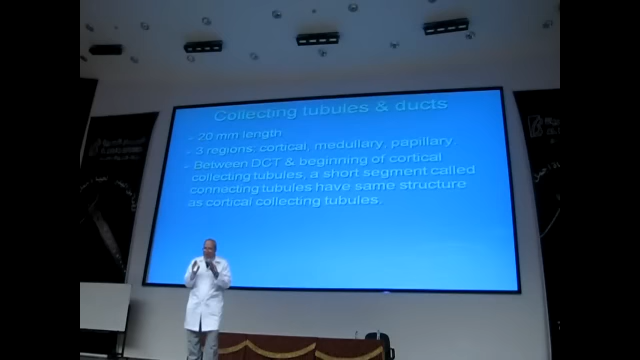 Collecting tubules & ducts
- 20 mm length
- 3 regions: cortical, medullary, papillary.
- Between DCT & beginning of cortical
collecting tubules, a short segment called
connecting tubules have same structure
as cortical collecting tubules.